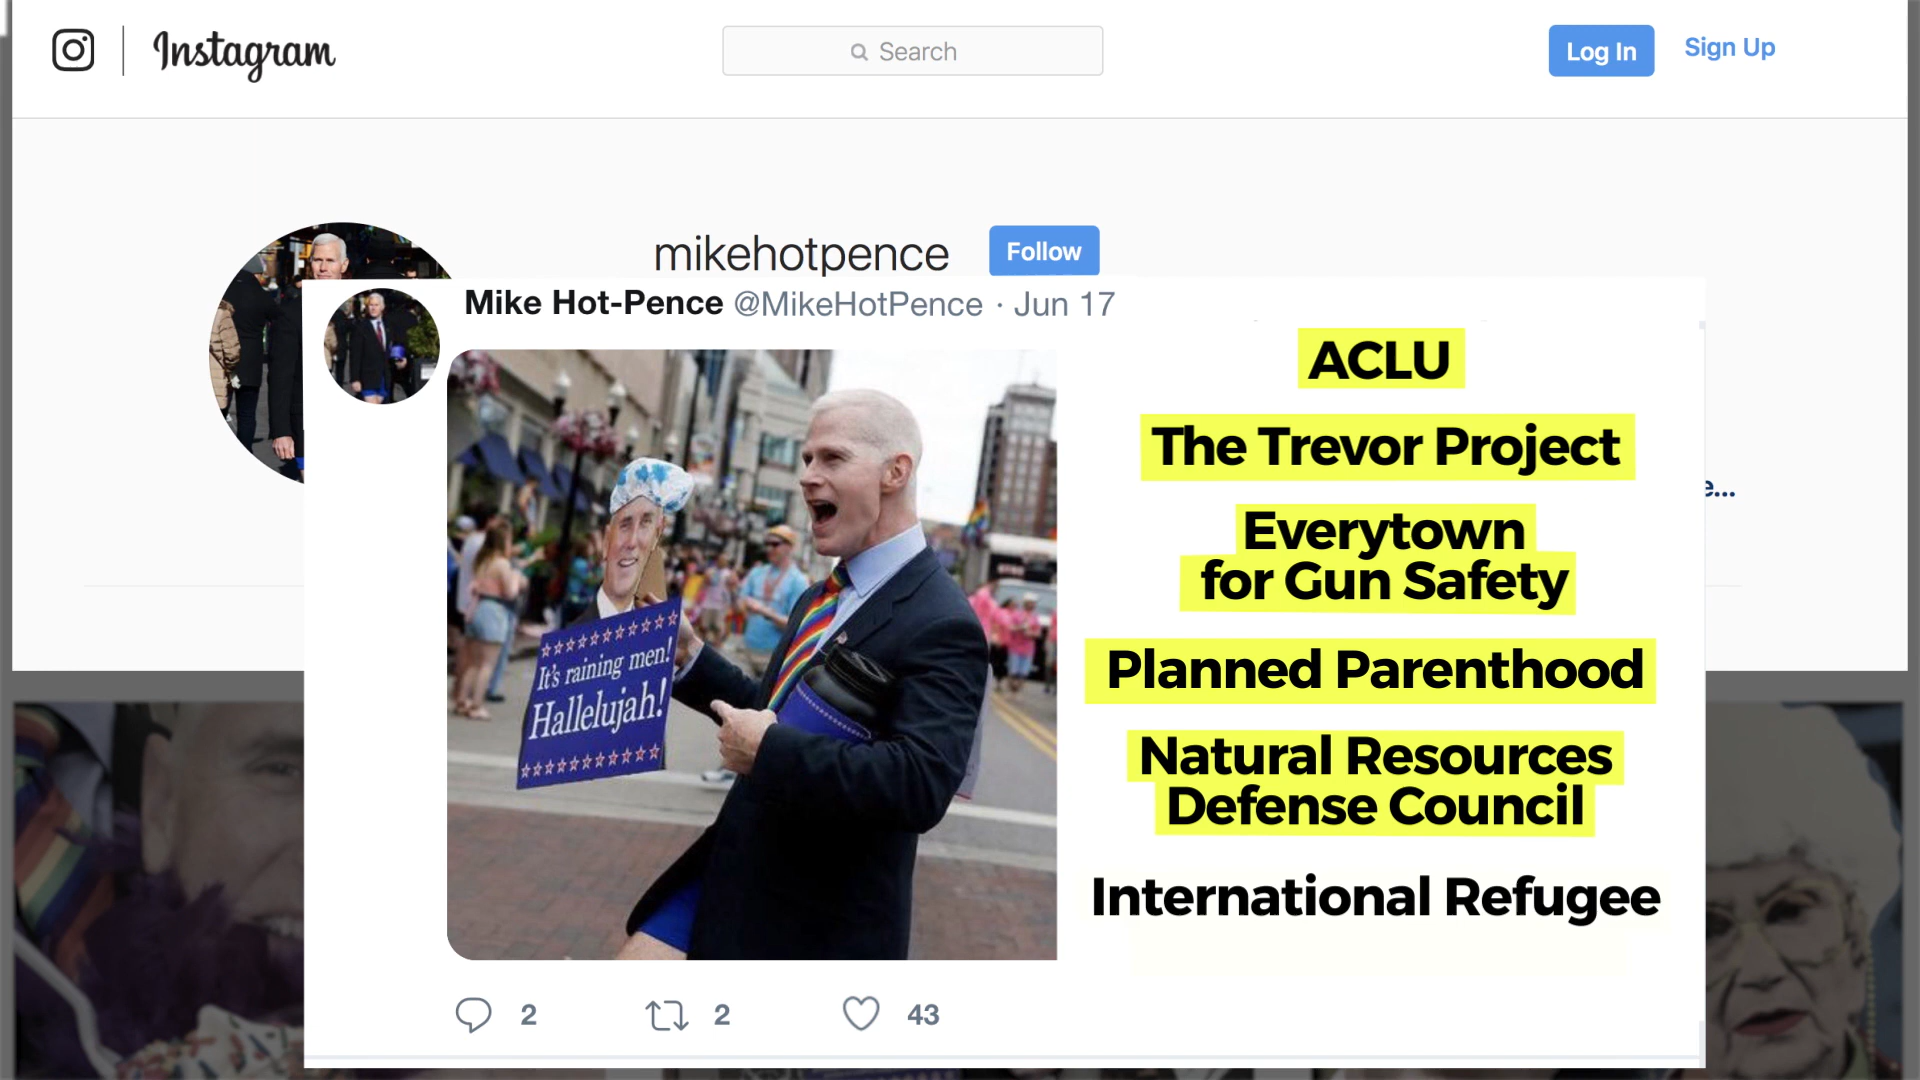 Instagram
Search
Log In
Sign Up
mikehotpence
Follow
Mike Hot-Pence @MikeHotPence · Jun 17
It's raining men!
Hallelujah!
ACLU
The Trevor Project
Everytown
for Gun Safety
Planned Parenthood
Natural Resources
Defense Council
International Refugee
e...
2
2
43